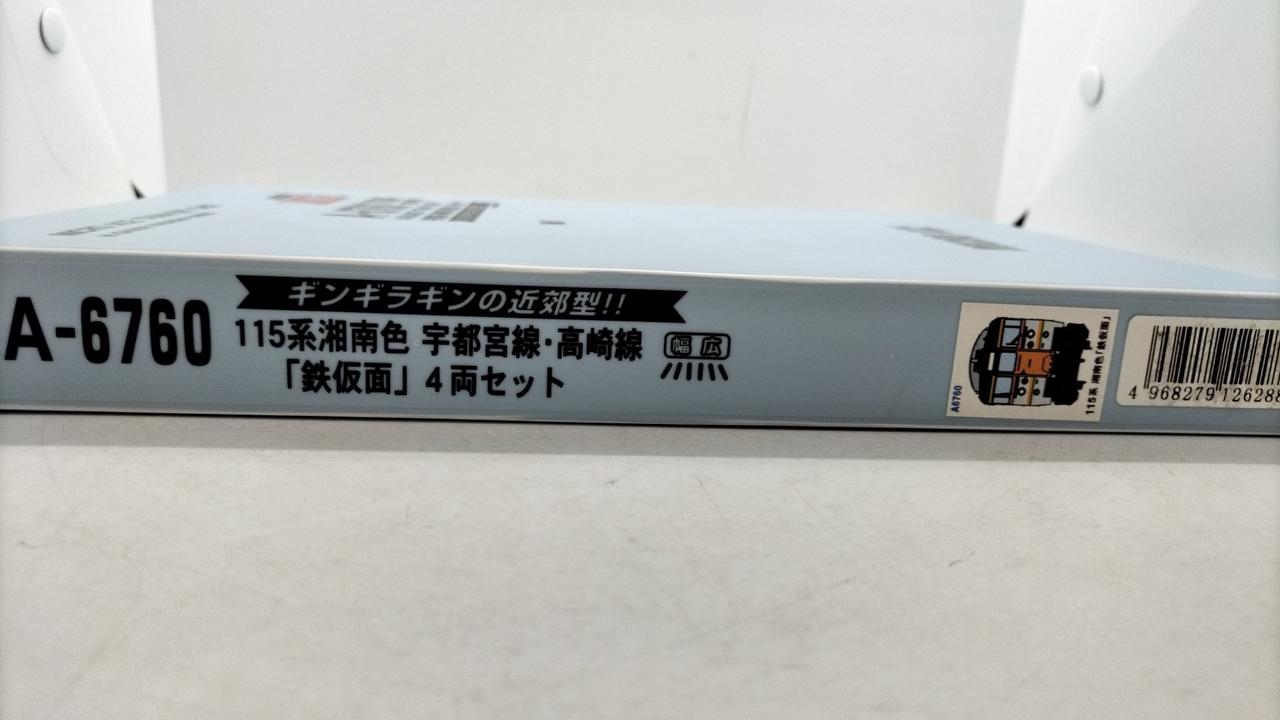 A-6760
ギンギラギンの近郊型!!
115系湘南色 宇都宮線・高崎線
「鉄仮面」4両セット
幅広
A6760
115系 湘南色「鉄仮面」
4 968279 126288